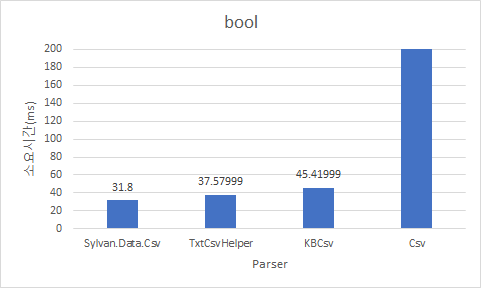 bool
200
180
160
140
120
100
80
60
40
20
0
소요시간(ms)
31.8
37.57999
45.41999
Sylvan.Data.Csv
TxtCsvHelper
KBCsv
Csv
Parser